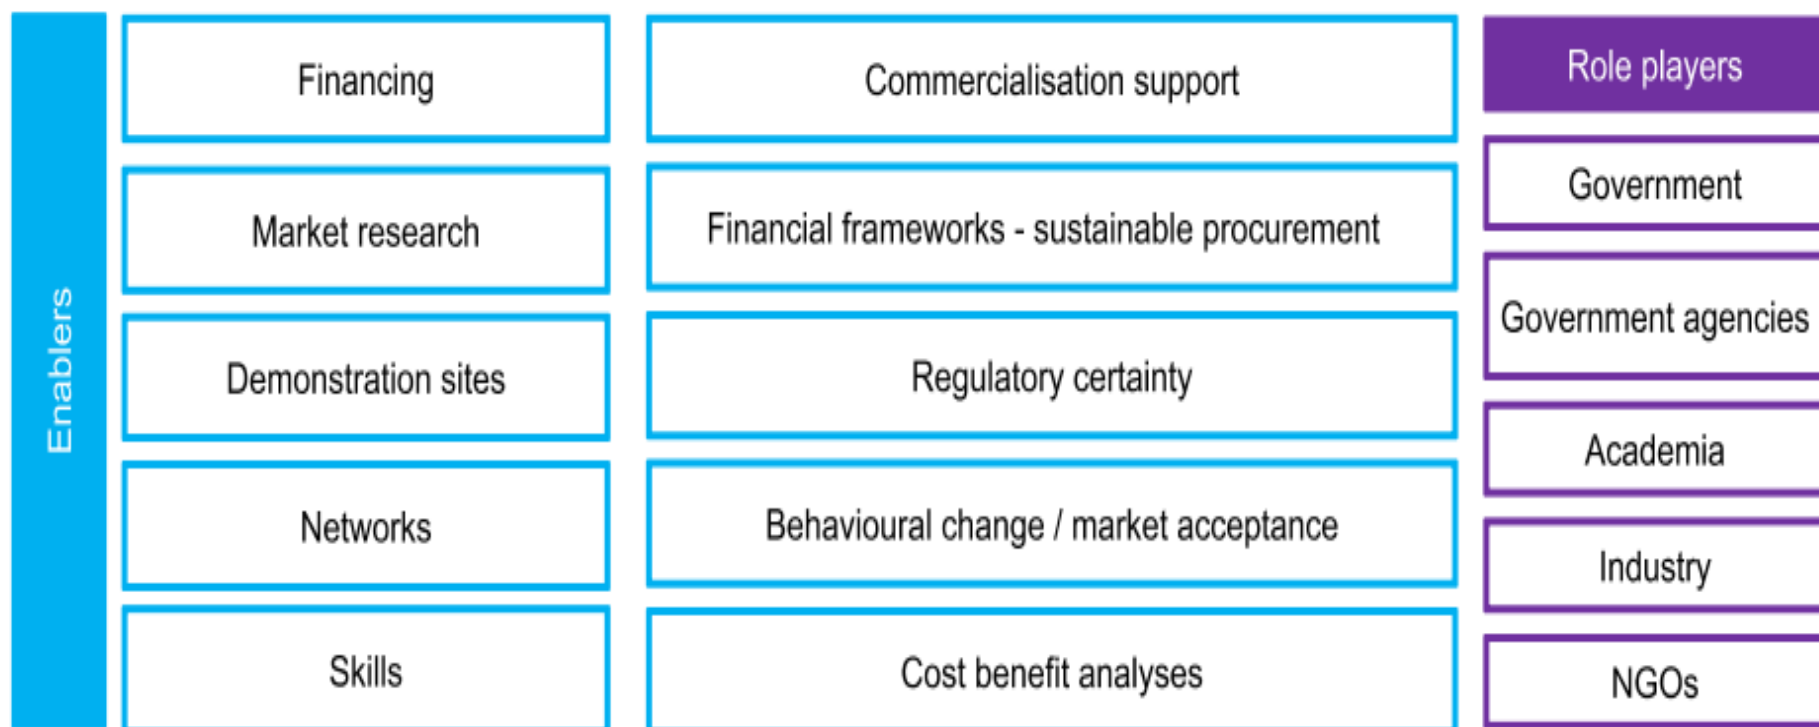 Enablers
Financing
Commercialisation support
Role players
Market research
Financial frameworks - sustainable procurement
Government
Demonstration sites
Regulatory certainty
Government agencies
Networks
Behavioural change / market acceptance
Academia
Industry
Skills
Cost benefit analyses
NGOs